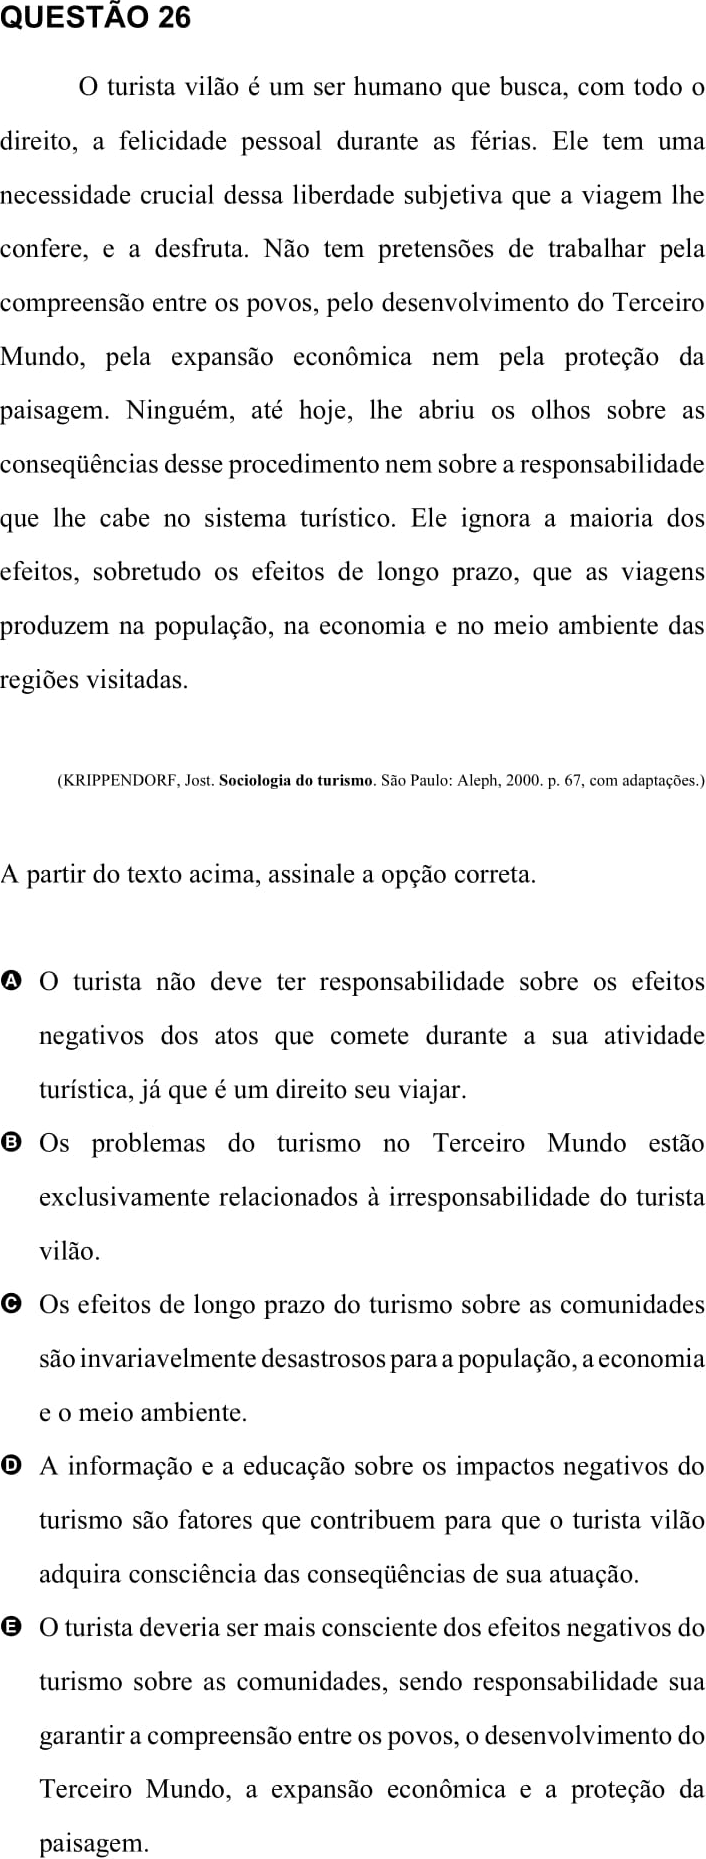 QUESTÃO 26
O turista vilão é um ser humano que busca, com todo o
direito, a felicidade pessoal durante as férias. Ele tem uma
necessidade crucial dessa liberdade subjetiva que a viagem lhe
confere, e a desfruta. Não tem pretensões de trabalhar pela
compreensão entre os povos, pelo desenvolvimento do Terceiro
Mundo, pela expansão econômica nem pela proteção da
paisagem. Ninguém, até hoje, lhe abriu os olhos sobre as
conseqüências desse procedimento nem sobre a responsabilidade
que lhe cabe no sistema turístico. Ele ignora a maioria dos
efeitos, sobretudo os efeitos de longo prazo, que as viagens
produzem na população, na economia e no meio ambiente das
regiões visitadas.
(KRIPPENDORF, Jost. Sociologia do turismo. São Paulo: Aleph, 2000. p. 67, com adaptações.)
A partir do texto acima, assinale a opção correta.
A O turista não deve ter responsabilidade sobre os efeitos
negativos dos atos que comete durante a sua atividade
turística, já que é um direito seu viajar.
B Os problemas do turismo no Terceiro Mundo estão
exclusivamente relacionados à irresponsabilidade do turista
vilão.
C Os efeitos de longo prazo do turismo sobre as comunidades
são invariavelmente desastrosos para a população, a economia
e o meio ambiente.
D A informação e a educação sobre os impactos negativos do
turismo são fatores que contribuem para que o turista vilão
adquira consciência das conseqüências de sua atuação.
E O turista deveria ser mais consciente dos efeitos negativos do
turismo sobre as comunidades, sendo responsabilidade sua
garantir a compreensão entre os povos, o desenvolvimento do
Terceiro Mundo, a expansão econômica e a proteção da
paisagem.